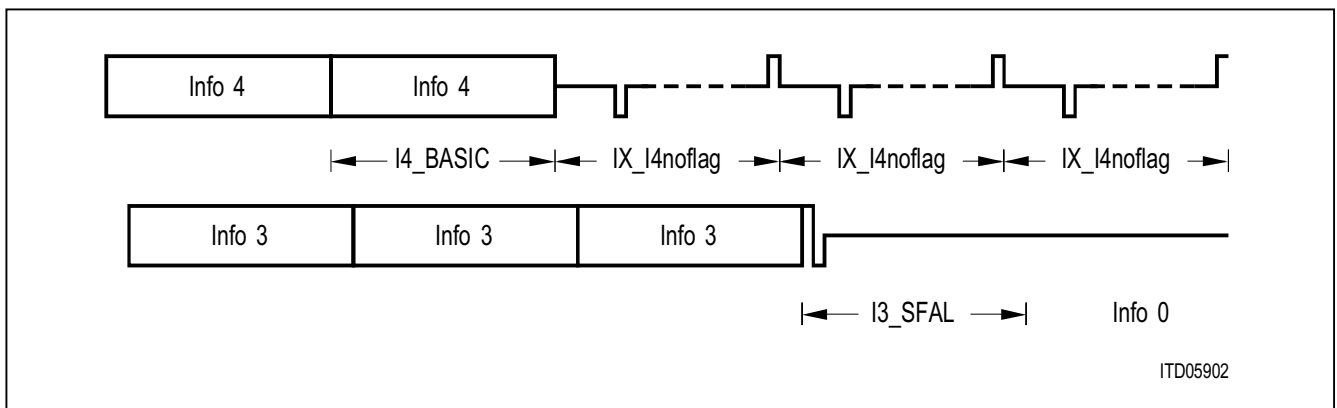 Info 4 Info 4
I4_BASIC IX_I4noflag IX_I4noflag IX_I4noflag
Info 3 Info 3 Info 3
I3_SFAL Info 0
ITD05902